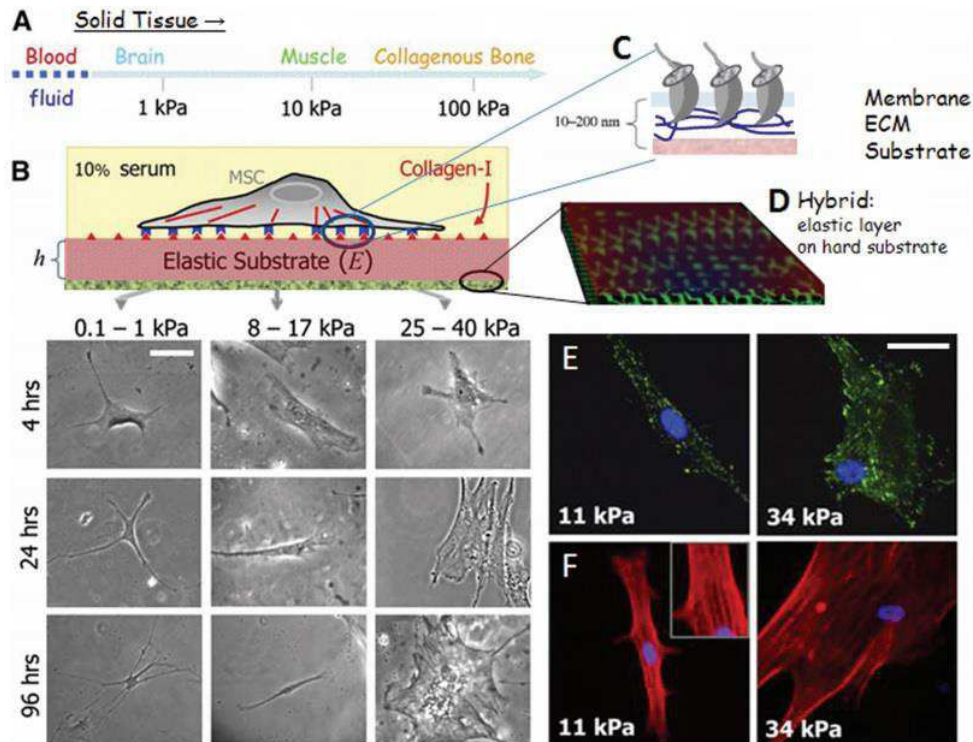 A
Solid Tissue →
Blood
Brain
Muscle
Collagenous Bone
fluid
1 kPa
10 kPa
100 kPa
C
10–200 nm
Membrane
ECM
Substrate
B
10% serum
MSC
Collagen-I
h
Elastic Substrate (E)
D Hybrid:
elastic layer
on hard substrate
0.1 – 1 kPa
8 – 17 kPa
25 – 40 kPa
4 hrs
24 hrs
96 hrs
E
11 kPa
34 kPa
F
11 kPa
34 kPa